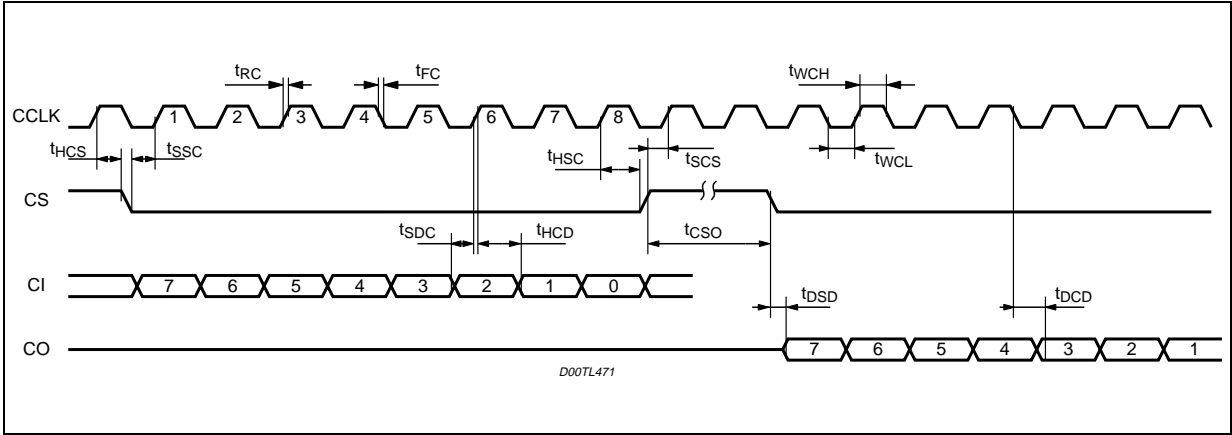 tRC tFC tWCH
CCLK 1 2 3 4 5 6 7 8
tHCS tSSC tHSC tSCS tWCL
CS
tSDC tHCD tCSO
CI 7 6 5 4 3 2 1 0
tDSD tDCD
CO 7 6 5 4 3 2 1
D00TL471